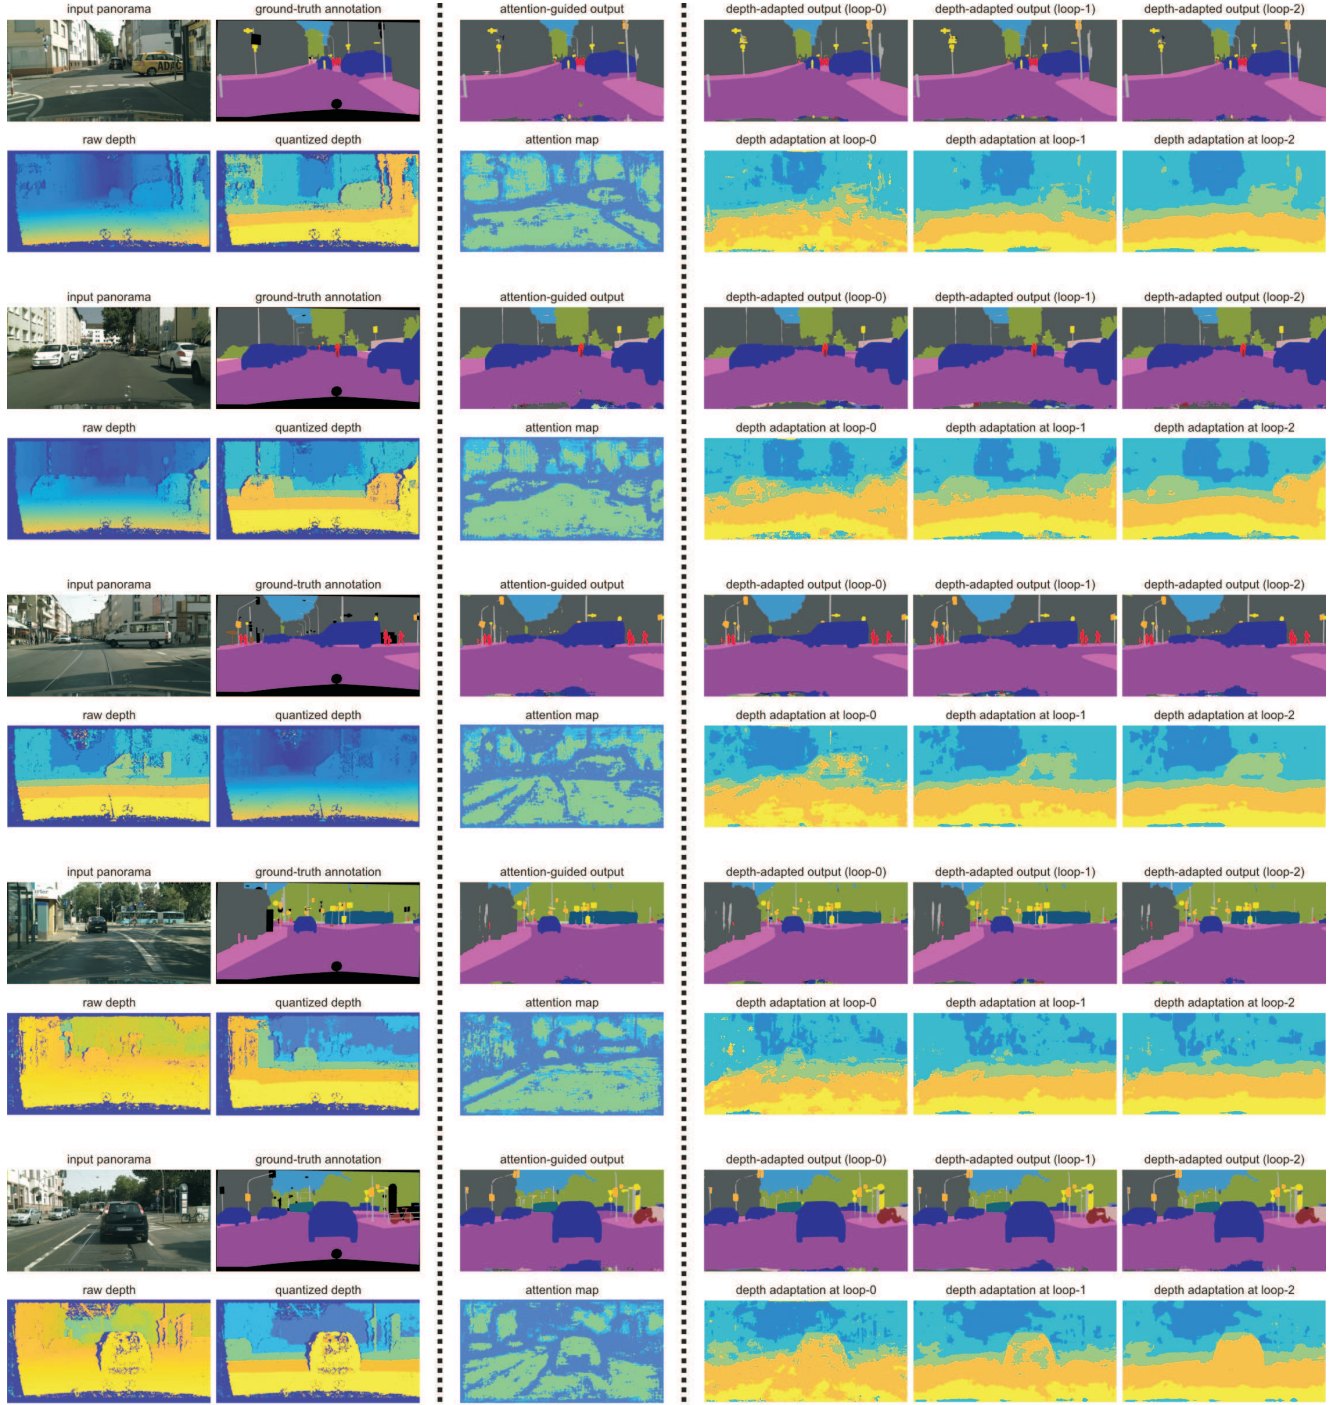 input panorama ground-truth annotation attention-guided output depth-adapted output (loop-0) depth-adapted output (loop-1) depth-adapted output (loop-2)
ADAC
raw depth quantized depth attention map depth adaptation at loop-0 depth adaptation at loop-1 depth adaptation at loop-2
input panorama ground-truth annotation attention-guided output depth-adapted output (loop-0) depth-adapted output (loop-1) depth-adapted output (loop-2)
raw depth quantized depth attention map depth adaptation at loop-0 depth adaptation at loop-1 depth adaptation at loop-2
input panorama ground-truth annotation attention-guided output depth-adapted output (loop-0) depth-adapted output (loop-1) depth-adapted output (loop-2)
raw depth quantized depth attention map depth adaptation at loop-0 depth adaptation at loop-1 depth adaptation at loop-2
input panorama ground-truth annotation attention-guided output depth-adapted output (loop-0) depth-adapted output (loop-1) depth-adapted output (loop-2)
raw depth quantized depth attention map depth adaptation at loop-0 depth adaptation at loop-1 depth adaptation at loop-2
input panorama ground-truth annotation attention-guided output depth-adapted output (loop-0) depth-adapted output (loop-1) depth-adapted output (loop-2)
raw depth quantized depth attention map depth adaptation at loop-0 depth adaptation at loop-1 depth adaptation at loop-2